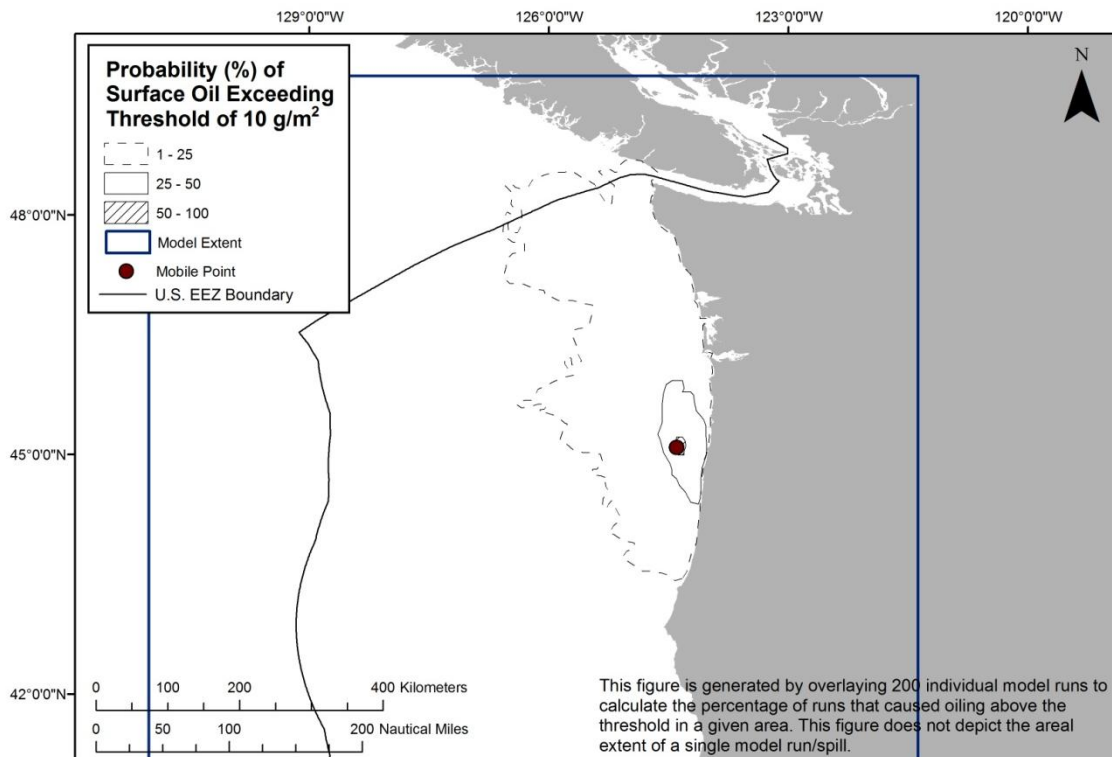 129°0'0"W 126°0'0"W 123°0'0"W 120°0'0"W
Probability (%) of
Surface Oil Exceeding
Threshold of 10 g/m²
1 - 25
25 - 50
50 - 100
Model Extent
Mobile Point
U.S. EEZ Boundary
N
48°0'0"N
45°0'0"N
42°0'0"N
0 100 200 400 Kilometers
0 50 100 200 Nautical Miles
This figure is generated by overlaying 200 individual model runs to
calculate the percentage of runs that caused oiling above the
threshold in a given area. This figure does not depict the areal
extent of a single model run/spill.